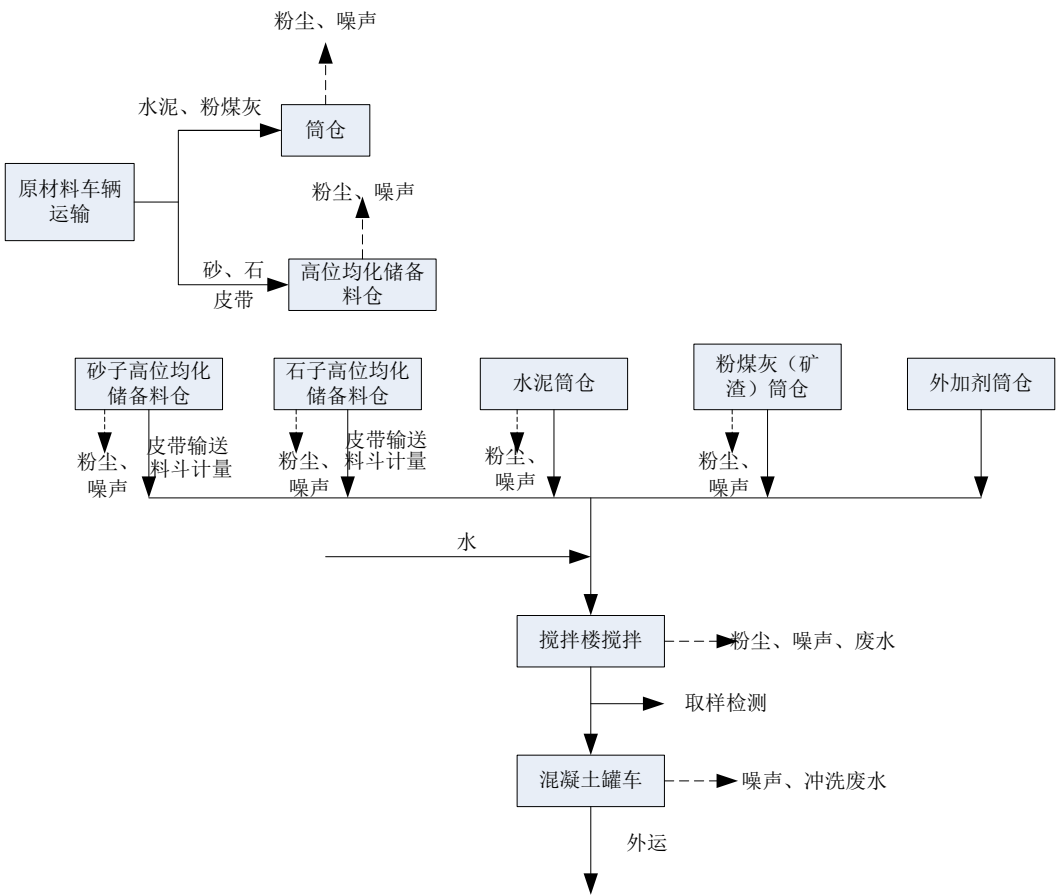 粉尘、噪声
水泥、粉煤灰
筒仓
原材料车辆
运输
粉尘、噪声
砂、石
皮带
高位均化储备
料仓
砂子高位均化
储备料仓
石子高位均化
储备料仓
水泥筒仓
粉煤灰（矿
渣）筒仓
外加剂筒仓
粉尘、
噪声
皮带输送
料斗计量
粉尘、
噪声
皮带输送
料斗计量
粉尘、
噪声
粉尘、
噪声
水
搅拌楼搅拌
粉尘、噪声、废水
取样检测
混凝土罐车
噪声、冲洗废水
外运